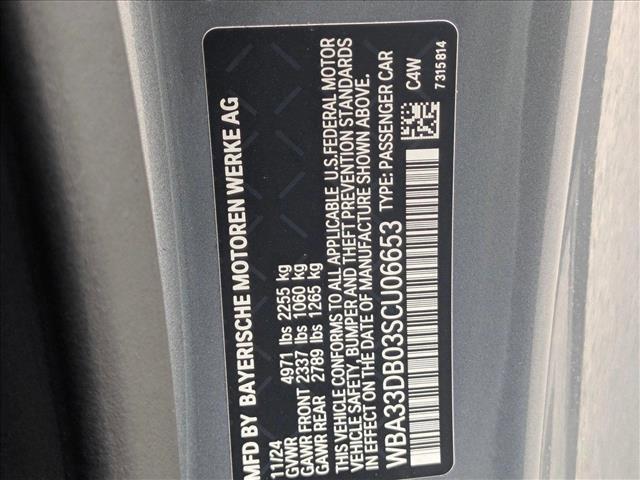 MFD BY BAYERISCHE MOTOREN WERKE AG
11/24
GVWR 4971 lbs 2255 kg
GAWR FRONT 2337 lbs 1060 kg
GAWR REAR 2789 lbs 1265 kg
THIS VEHICLE CONFORMS TO ALL APPLICABLE U.S.FEDERAL MOTOR
VEHICLE SAFETY, BUMPER AND THEFT PREVENTION STANDARDS
IN EFFECT ON THE DATE OF MANUFACTURE SHOWN ABOVE.
WBA33DB03SCU06653 TYPE: PASSENGER CAR
C4W
7315814